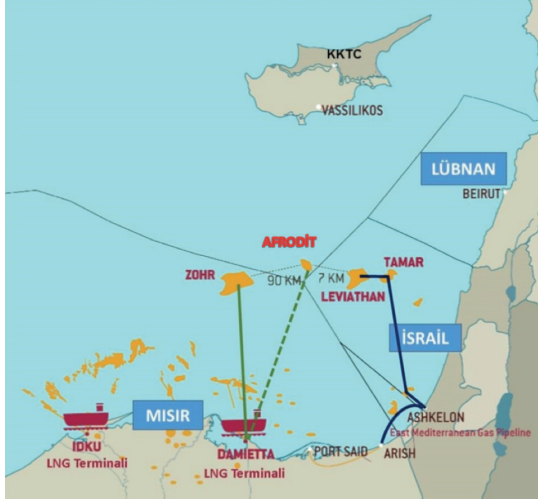 KKTC
VASSILIKOS
LÜBNAN
BEIRUT
AFRODİT
TAMAR
ZOHR
90 KM
7 KM
LEVIATHAN
İSRAİL
MISIR
ASHKELON
East Mediterranean Gas Pipeline
IDKU
LNG Terminali
DAMIETTA
LNG Terminali
PORT SAID
ARISH